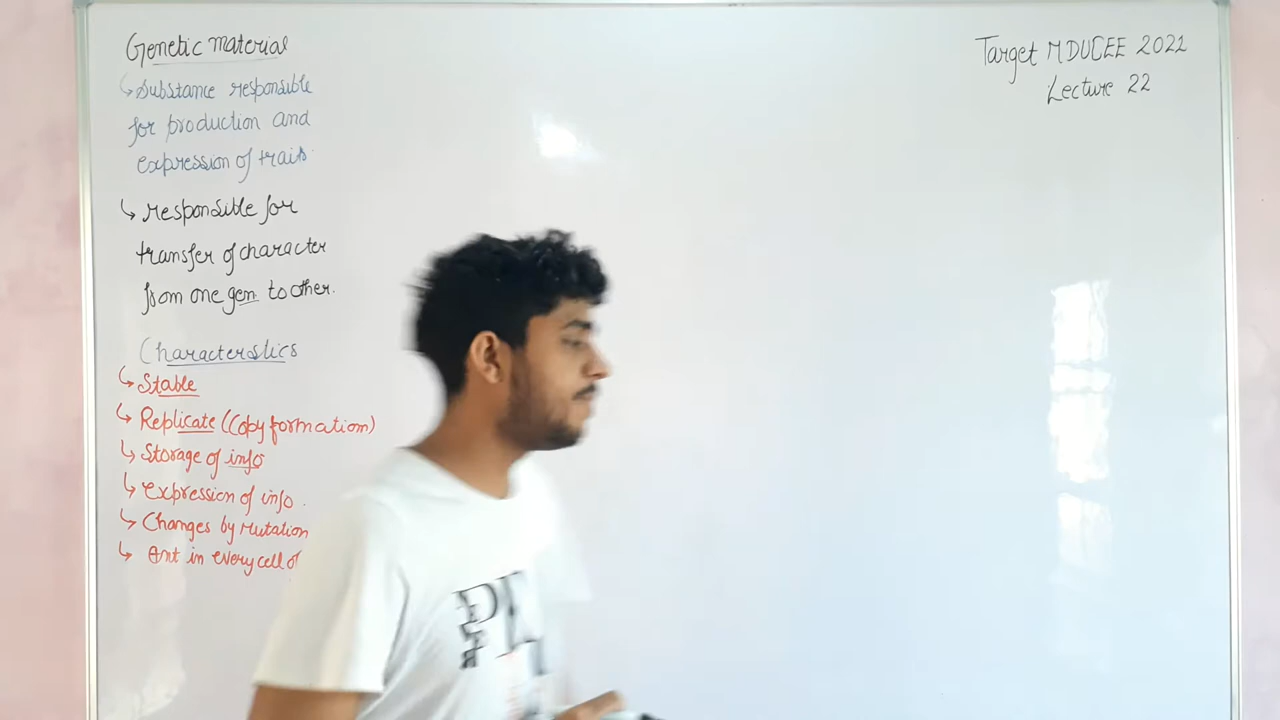 Genetic material
Substance responsible
for production and
expression of traits.
responsible for
transfer of character
from one gen to other.
Characterstics
Stable
Replicate (Copy formation)
Storage of info
Expression of info.
Changes by Mutation
in every cell of
Target MDUCEE 2021
Lecture 22